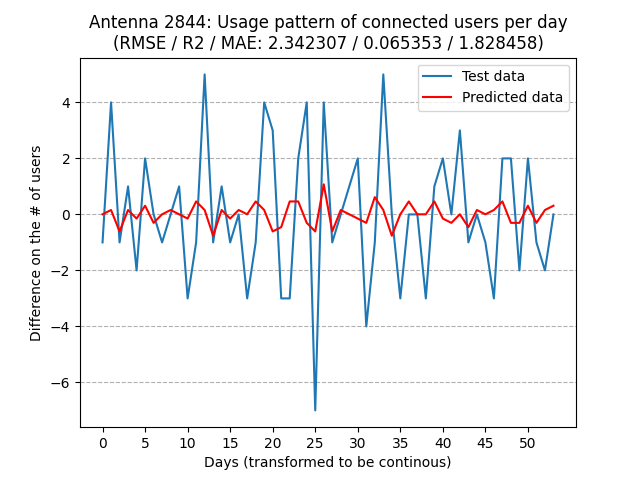 Antenna 2844: Usage pattern of connected users per day
(RMSE / R2 / MAE: 2.342307 / 0.065353 / 1.828458)
Test data
Predicted data
4
2
0
−2
−4
−6
Difference on the # of users
0 5 10 15 20 25 30 35 40 45 50
Days (transformed to be continous)